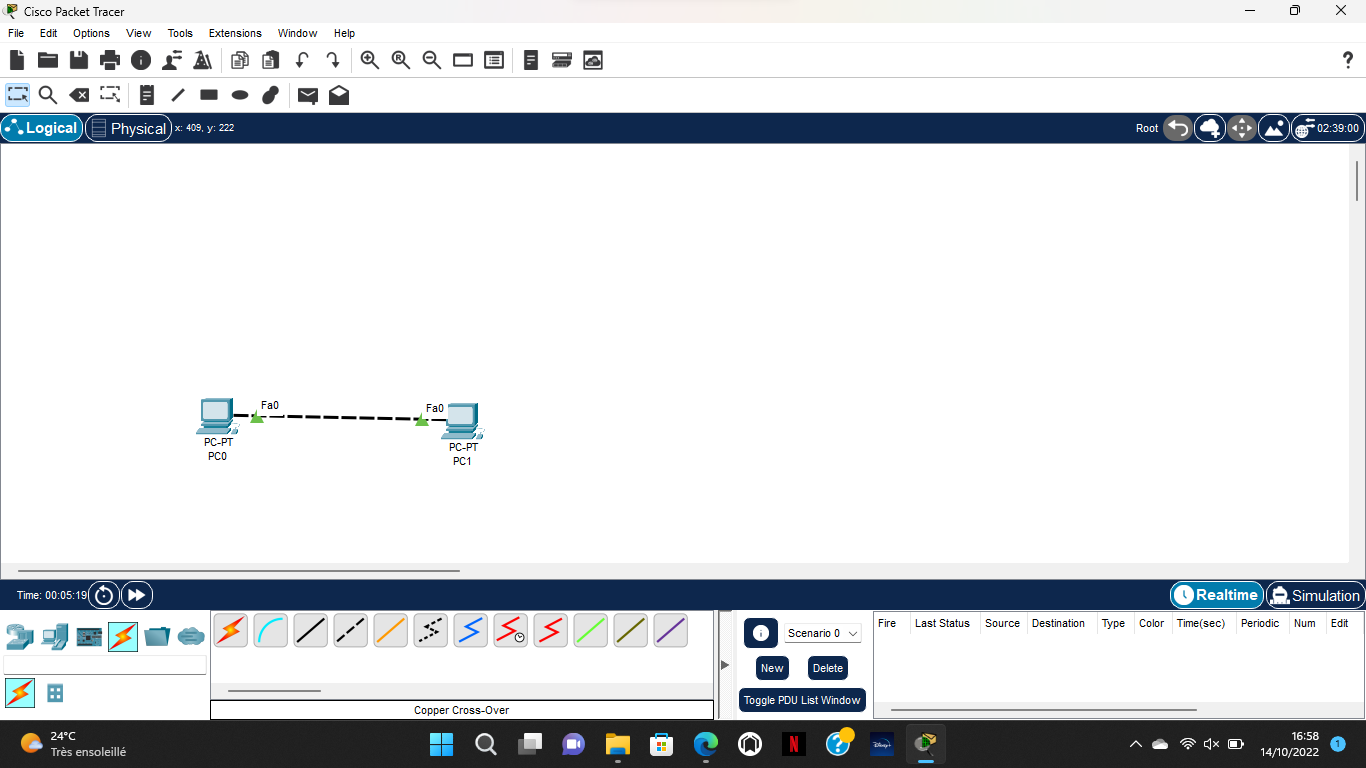 Cisco Packet Tracer
File Edit Options View Tools Extensions Window Help
?
Logical Physical x: 409, y: 222 Root 02:39:00
Fa0 Fa0
PC-PT
PC0
PC-PT
PC1
Time: 00:05:19 Realtime Simulation
Scenario 0
New Delete
Toggle PDU List Window
Fire Last Status Source Destination Type Color Time(sec) Periodic Num Edit
Copper Cross-Over
24°C
Très ensoleillé
N
?
Disney+
16:58
14/10/2022
1